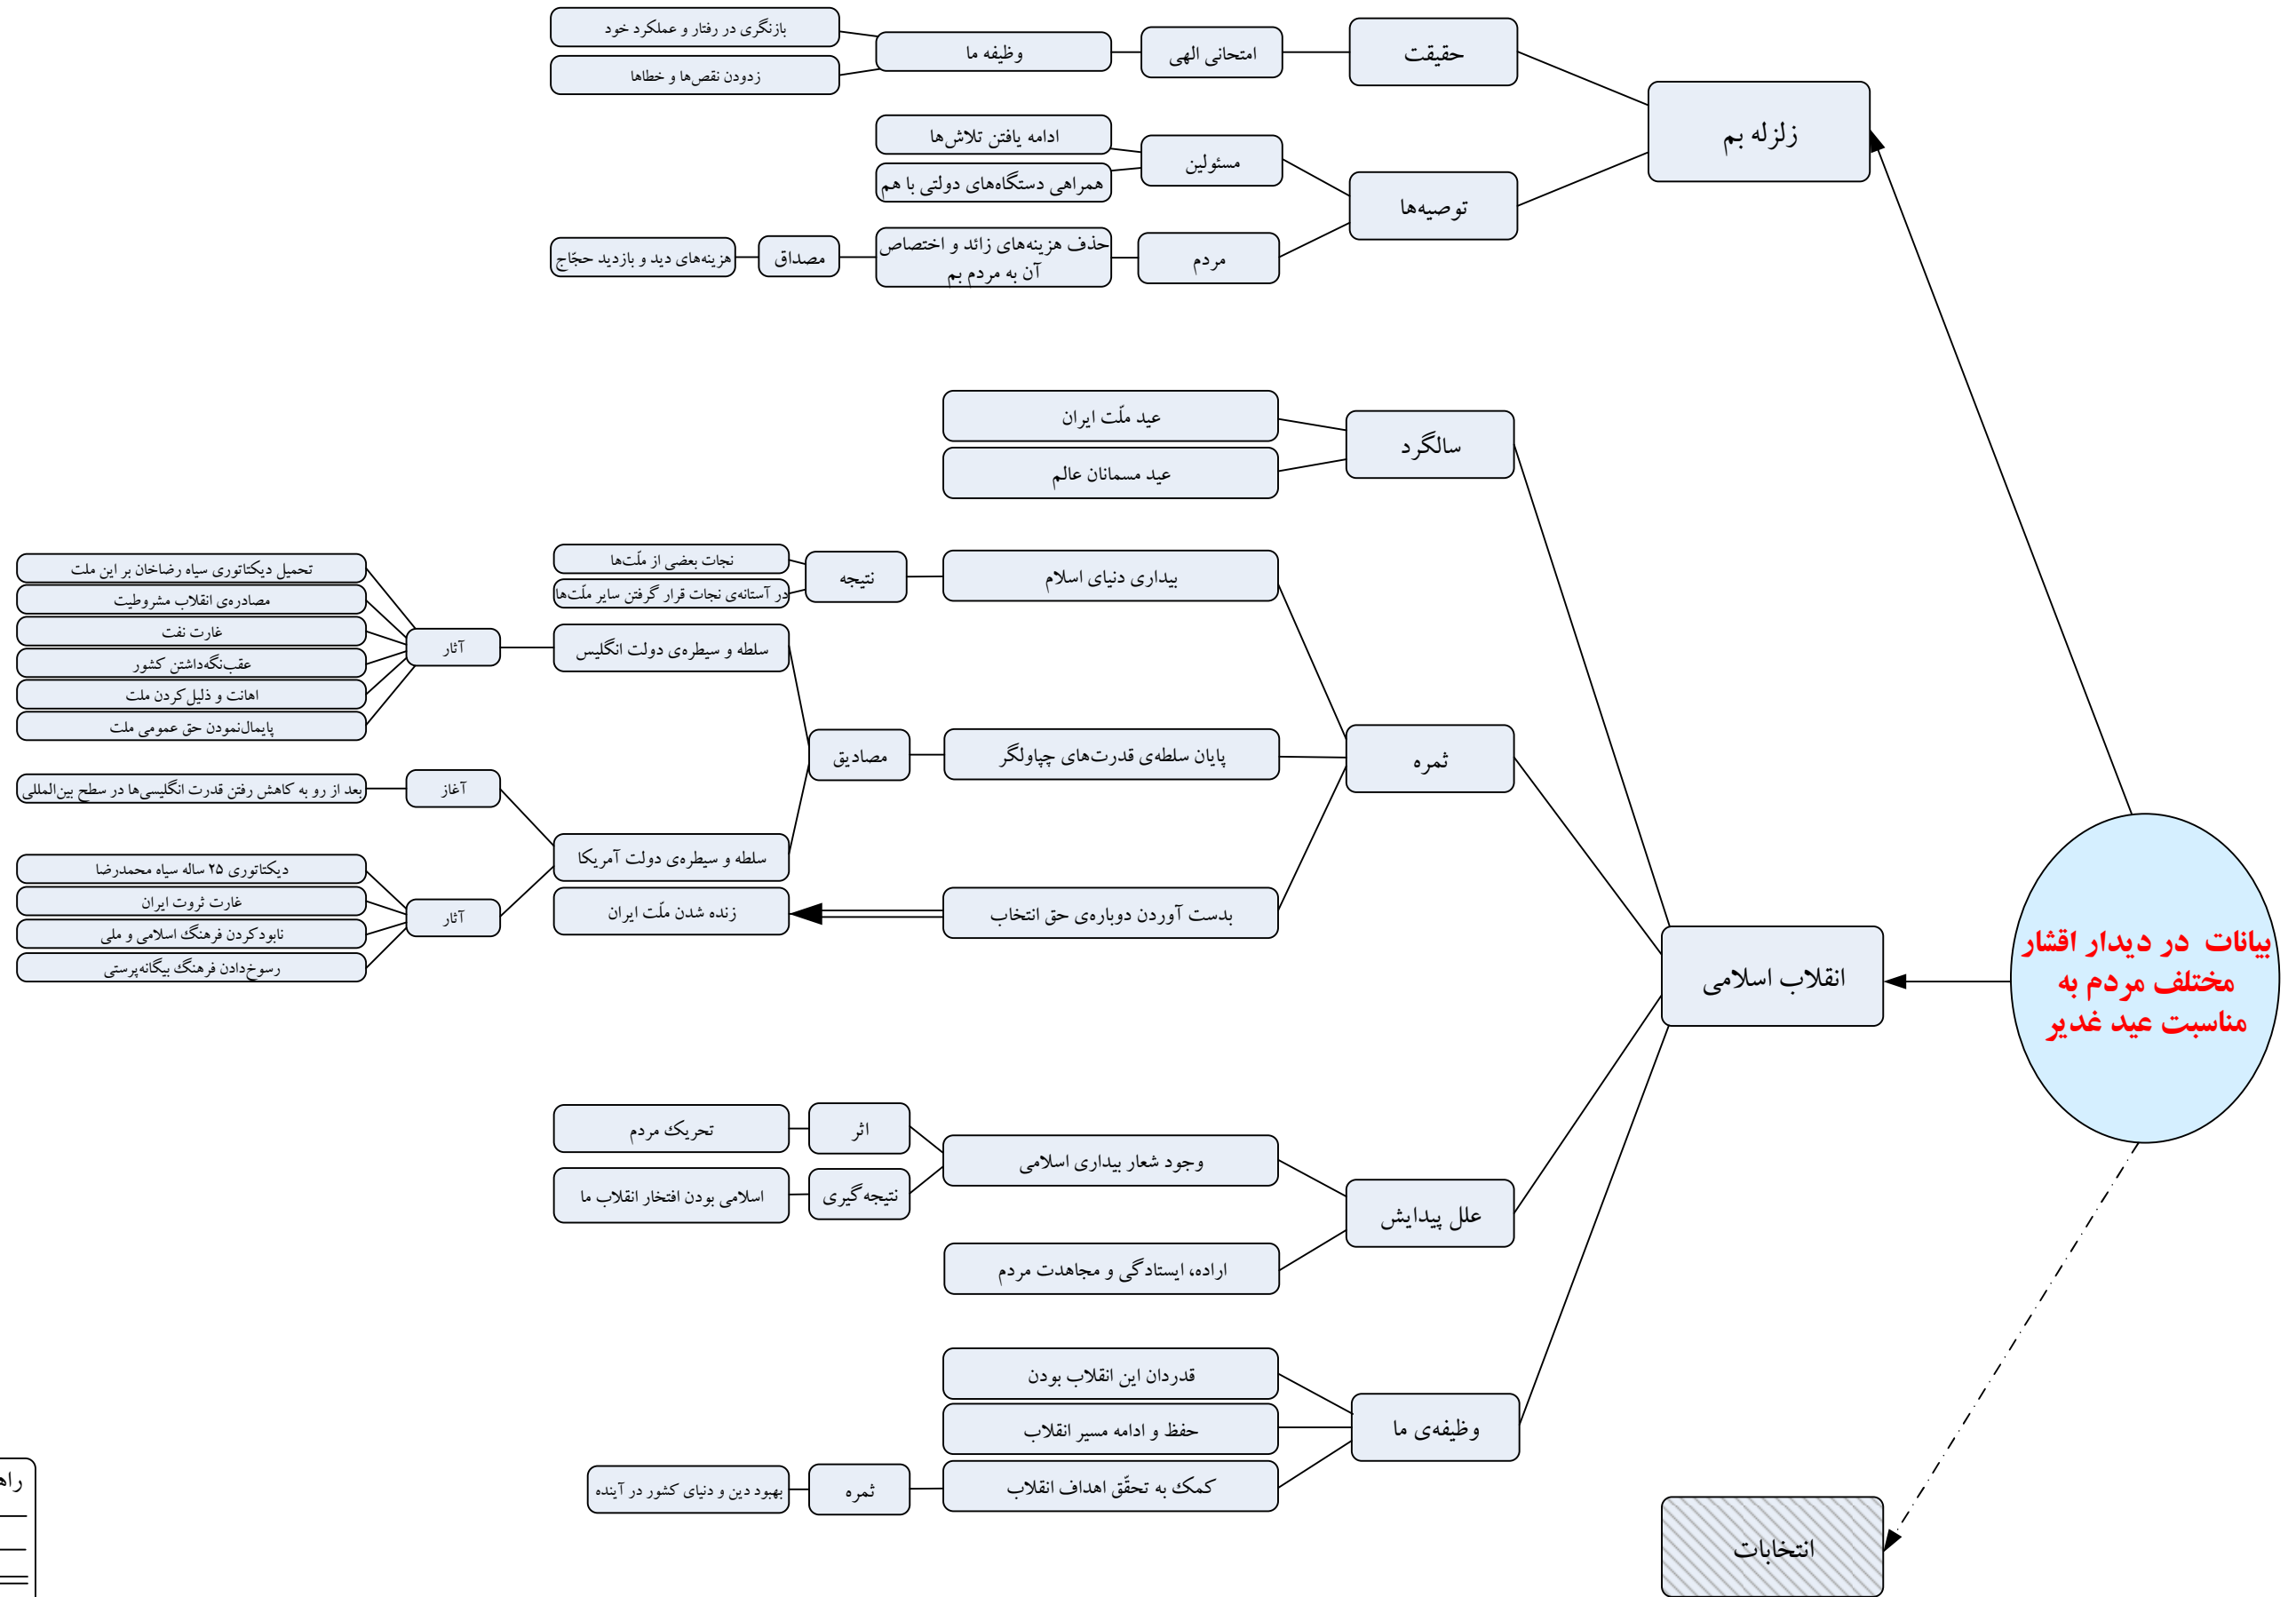 بیانات در دیدار اقشار
مختلف مردم به
مناسبت عید غدیر
زلزله بم
حقیقت
امتحانی الهی
وظیفه ما
بازنگری در رفتار و عملکرد خود
زدودن نقص‌ها و خطاها
توصیه‌ها
مسئولین
ادامه یافتن تلاش‌ها
همراهی دستگاه‌های دولتی با هم
مردم
حذف هزینه‌های زائد و اختصاص
آن به مردم بم
مصداق
هزینه‌های دید و بازدید حجّاج
انقلاب اسلامی
سالگرد
عید ملّت ایران
عید مسمانان عالم
ثمره
بیداری دنیای اسلام
نتیجه
نجات بعضی از ملّت‌ها
در آستانه‌ی نجات قرار گرفتن سایر ملّت‌ها
پایان سلطه‌ی قدرت‌های چپاولگر
مصادیق
سلطه و سیطره‌ی دولت انگلیس
آثار
تحمیل دیکتاتوری سیاه رضاخان بر این ملت
مصادره‌ی انقلاب مشروطیت
غارت نفت
عقب‌نگه‌داشتن کشور
اهانت و ذلیل‌کردن ملت
پایمال‌نمودن حق عمومی ملت
سلطه و سیطره‌ی دولت آمریکا
آغاز
بعد از رو به کاهش رفتن قدرت انگلیسی‌ها در سطح بین‌المللی
آثار
دیکتاتوری ۲۵ ساله سیاه محمدرضا
غارت ثروت ایران
نابودکردن فرهنگ اسلامی و ملی
رسوخ‌دادن فرهنگ بیگانه‌پرستی
بدست آوردن دوباره‌ی حق انتخاب
زنده شدن ملّت ایران
علل پیدایش
وجود شعار بیداری اسلامی
اثر
تحریک مردم
نتیجه‌گیری
اسلامی بودن افتخار انقلاب ما
اراده، ایستادگی و مجاهدت مردم
وظیفه‌ی ما
قدردان این انقلاب بودن
حفظ و ادامه مسیر انقلاب
کمک به تحقّق اهداف انقلاب
ثمره
بهبود دین و دنیای کشور در آینده
انتخابات